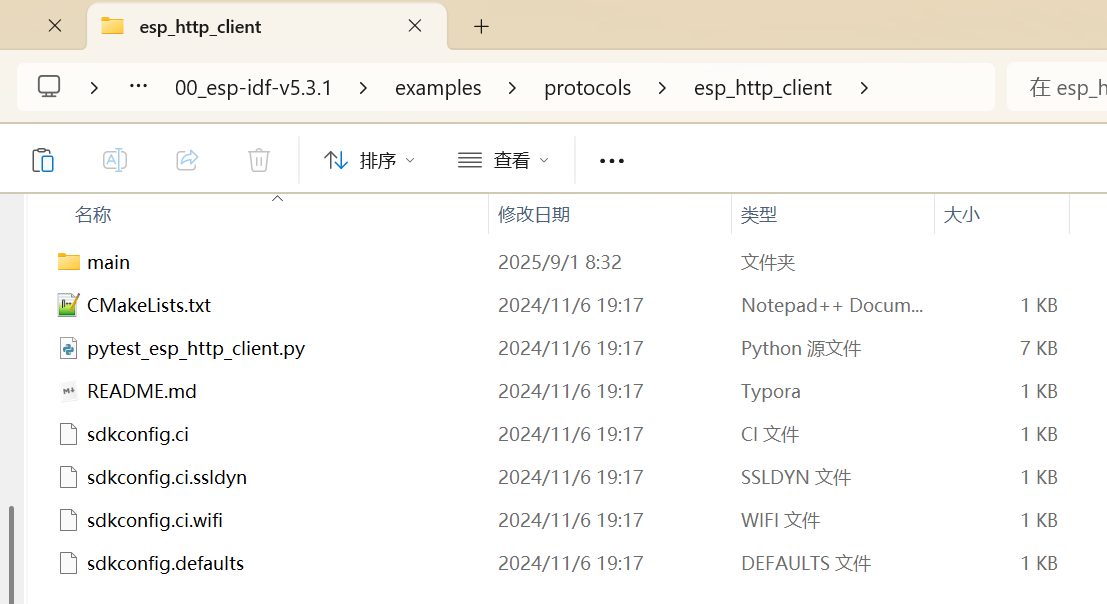 esp_http_client
00_esp-idf-v5.3.1 examples protocols esp_http_client 在 esp_h
排序 查看
名称 修改日期 类型 大小
main 2025/9/1 8:32 文件夹
CMakeLists.txt 2024/11/6 19:17 Notepad++ Docum... 1 KB
pytest_esp_http_client.py 2024/11/6 19:17 Python 源文件 7 KB
README.md 2024/11/6 19:17 Typora 1 KB
sdkconfig.ci 2024/11/6 19:17 CI 文件 1 KB
sdkconfig.ci.ssldyn 2024/11/6 19:17 SSLDYN 文件 1 KB
sdkconfig.ci.wifi 2024/11/6 19:17 WIFI 文件 1 KB
sdkconfig.defaults 2024/11/6 19:17 DEFAULTS 文件 1 KB